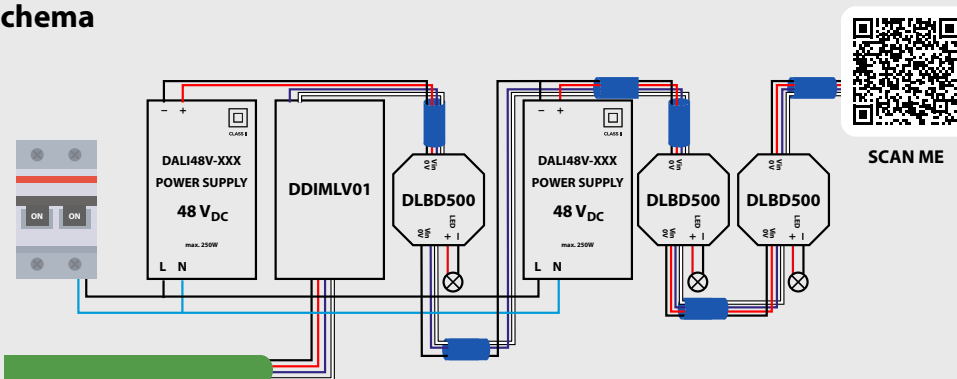 chema
SCAN ME
ON ON
– +
CLASS II
DALI48V-XXX
POWER SUPPLY
48 VDC
max. 250W
L N
DDIMLV01
0V Vin
DLBD500
0V Vin + – LED
– +
CLASS II
DALI48V-XXX
POWER SUPPLY
48 VDC
max. 250W
L N
0V Vin
DLBD500
0V Vin + – LED
0V Vin
DLBD500
0V Vin + – LED